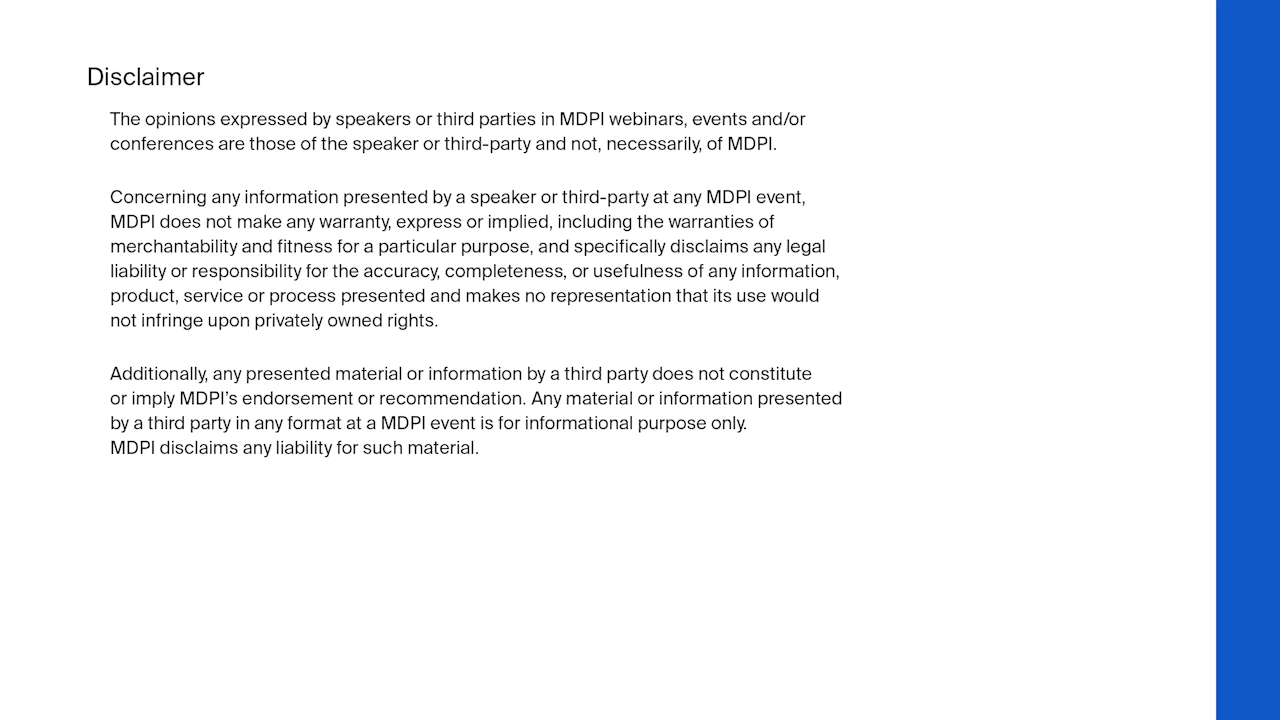 Disclaimer
The opinions expressed by speakers or third parties in MDPI webinars, events and/or
conferences are those of the speaker or third-party and not, necessarily, of MDPI.
Concerning any information presented by a speaker or third-party at any MDPI event,
MDPI does not make any warranty, express or implied, including the warranties of
merchantability and fitness for a particular purpose, and specifically disclaims any legal
liability or responsibility for the accuracy, completeness, or usefulness of any information,
product, service or process presented and makes no representation that its use would
not infringe upon privately owned rights.
Additionally, any presented material or information by a third party does not constitute
or imply MDPI’s endorsement or recommendation. Any material or information presented
by a third party in any format at a MDPI event is for informational purpose only.
MDPI disclaims any liability for such material.